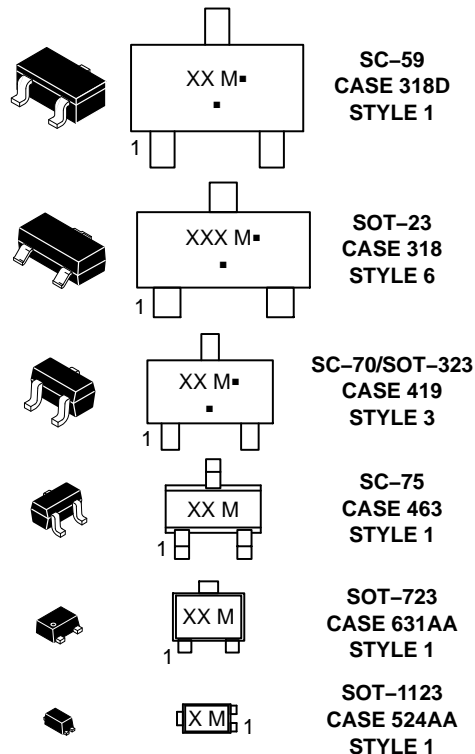 XX M▪
▪
1
SC–59
CASE 318D
STYLE 1
XXX M▪
▪
1
SOT–23
CASE 318
STYLE 6
XX M▪
▪
1
SC–70/SOT–323
CASE 419
STYLE 3
XX M
1
SC–75
CASE 463
STYLE 1
XX M
1
SOT–723
CASE 631AA
STYLE 1
X M
1
SOT–1123
CASE 524AA
STYLE 1